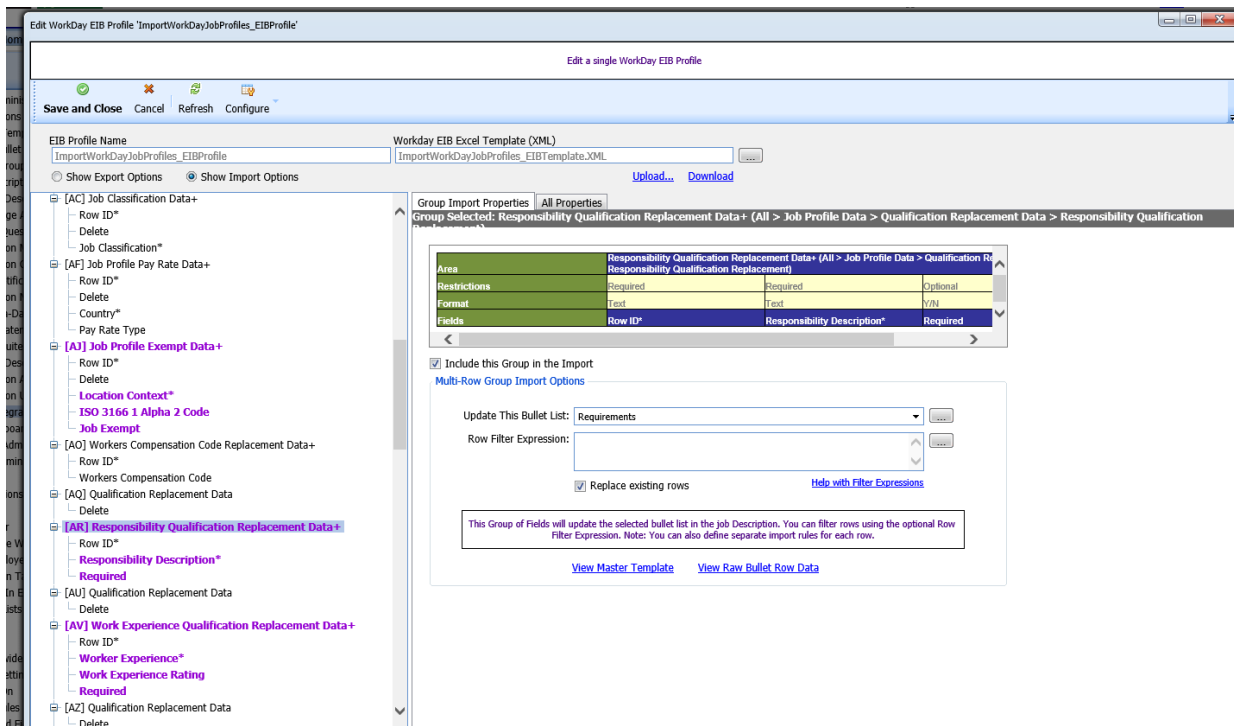 Edit WorkDay EIB Profile 'ImportWorkDayJobProfiles_EIBProfile'
Edit a single WorkDay EIB Profile
Save and Close Cancel Refresh Configure
EIB Profile Name
Workday EIB Excel Template (XML)
ImportWorkDayJobProfiles_EIBProfile
ImportWorkDayJobProfiles_EIBTemplate.XML
...
Show Export Options
Show Import Options
Upload...
Download
[AC] Job Classification Data+
Row ID*
Delete
Job Classification*
[AF] Job Profile Pay Rate Data+
Row ID*
Delete
Country*
Pay Rate Type
[AJ] Job Profile Exempt Data+
Row ID*
Delete
Location Context*
ISO 3166 1 Alpha 2 Code
Job Exempt
[AO] Workers Compensation Code Replacement Data+
Row ID*
Workers Compensation Code
[AQ] Qualification Replacement Data
Delete
[AR] Responsibility Qualification Replacement Data+
Row ID*
Responsibility Description*
Required
[AU] Qualification Replacement Data
Delete
[AV] Work Experience Qualification Replacement Data+
Row ID*
Worker Experience*
Work Experience Rating
Required
[AZ] Qualification Replacement Data
Delete
Group Import Properties
All Properties
Group Selected: Responsibility Qualification Replacement Data+ (All > Job Profile Data > Qualification Replacement Data > Responsibility Qualification
Replacement)
Area
Responsibility Qualification Replacement Data+ (All > Job Profile Data > Qualification Re
Responsibility Qualification Replacement)
Restrictions Required Required Optional
Format Text Text Y/N
Fields Row ID* Responsibility Description* Required
Include this Group in the Import
Multi-Row Group Import Options
Update This Bullet List: Requirements
...
Row Filter Expression:
...
Replace existing rows
Help with Filter Expressions
This Group of Fields will update the selected bullet list in the job Description. You can filter rows using the optional Row
Filter Expression. Note: You can also define separate import rules for each row.
View Master Template
View Raw Bullet Row Data